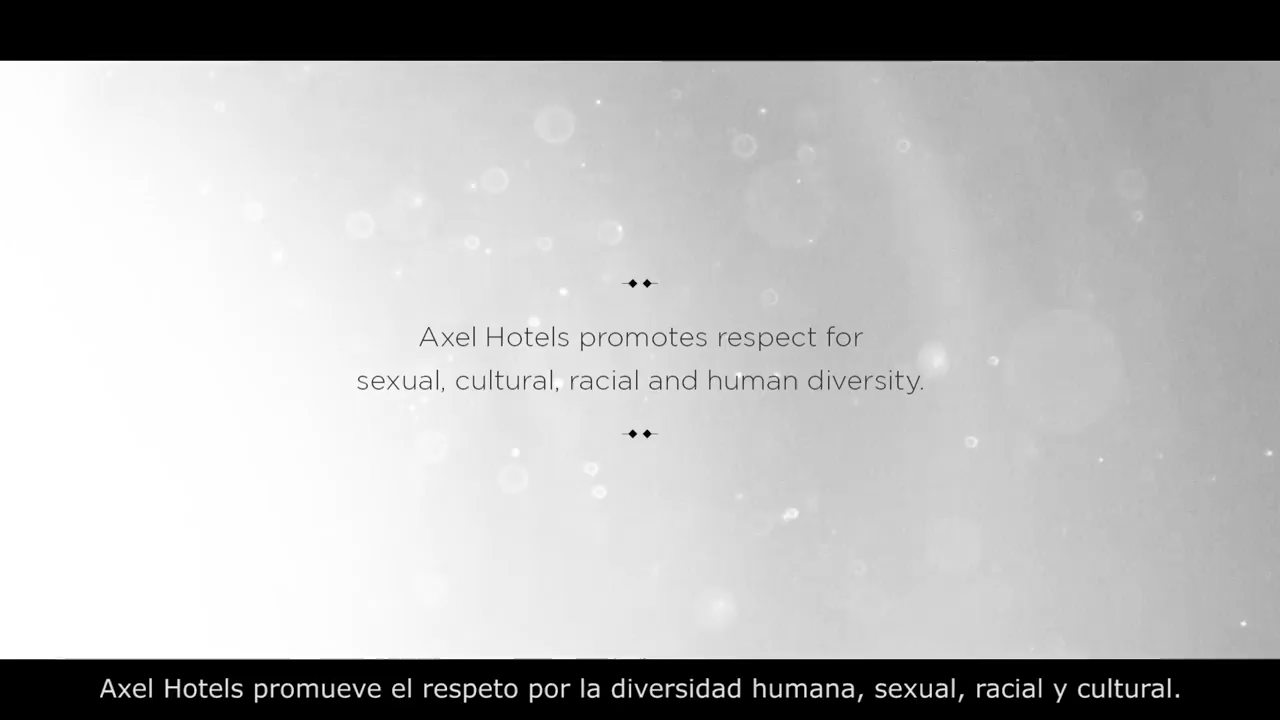 Axel Hotels promotes respect for
sexual, cultural, racial and human diversity.
Axel Hotels promueve el respeto por la diversidad humana, sexual, racial y cultural.